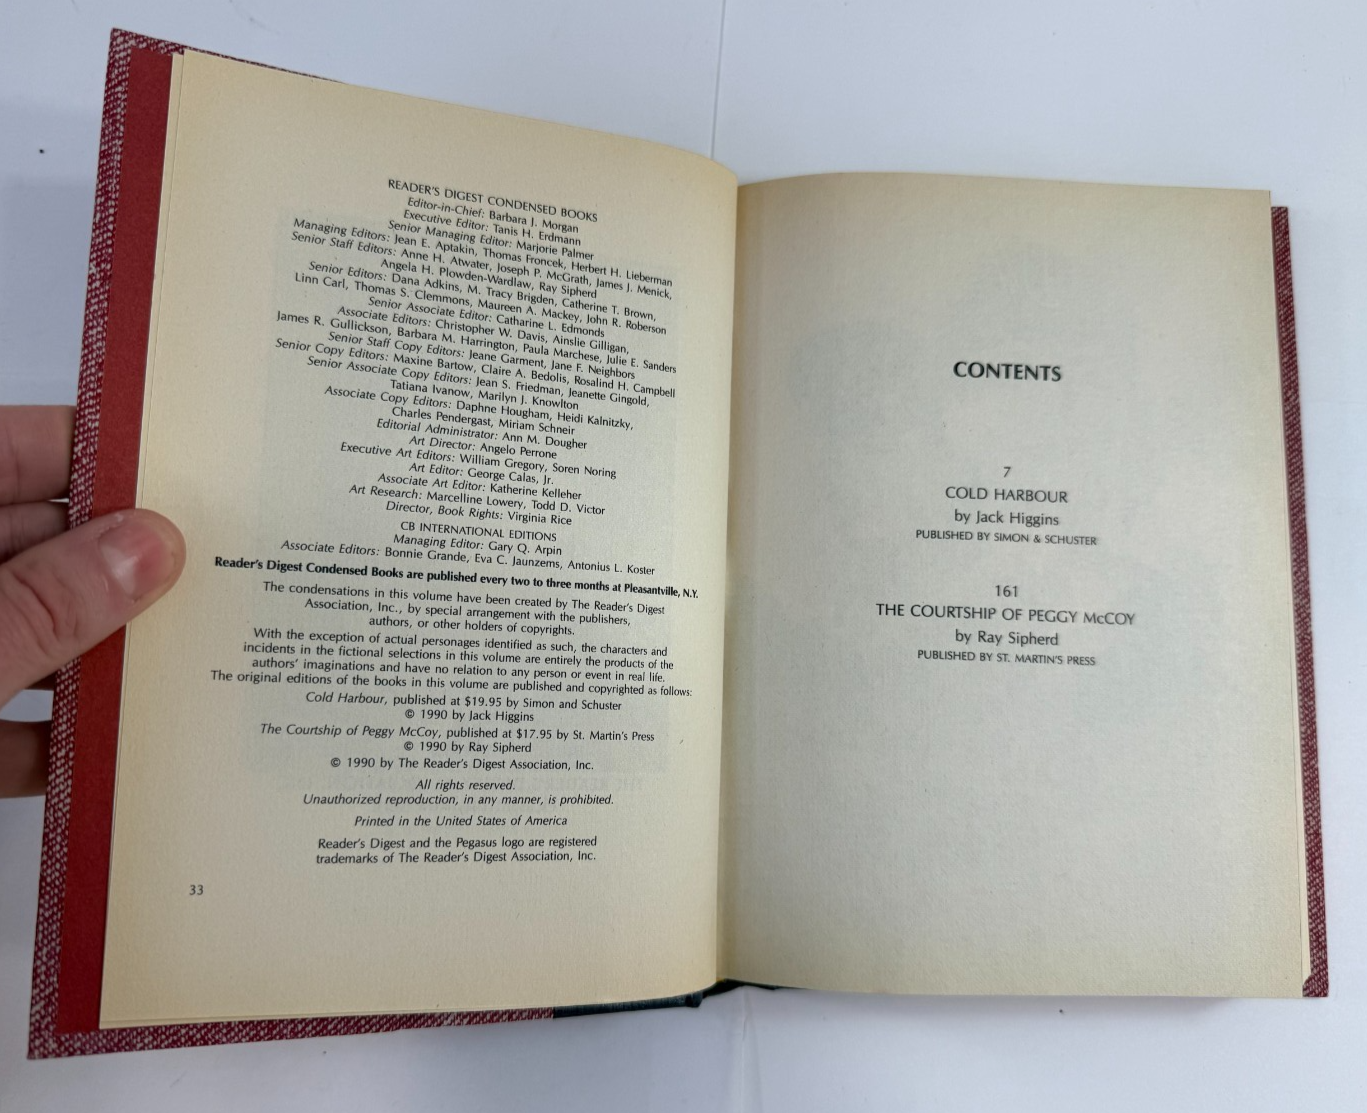 READER'S DIGEST CONDENSED BOOKS
Editor-in-Chief: Barbara J. Morgan
Executive Editor: Tanis H. Erdmann
Senior Managing Editor: Marjorie Palmer
Managing Editors: Jean E. Aptakin, Thomas Froncek, Herbert H. Lieberman
Senior Staff Editors: Anne H. Atwater, Joseph P. McGrath, James J. Menick,
Angela H. Plowden-Wardlaw, Ray Sipherd
Senior Editors: Dana Adkins, M. Tracy Brigden, Catherine T. Brown,
Linn Carl, Thomas S. Clemmons, Maureen A. Mackey, John R. Roberson
Senior Associate Editor: Catharine L. Edmonds
Associate Editors: Christopher W. Davis, Ainslie Gilligan,
James R. Gullickson, Barbara M. Harrington, Paula Marchese, Julie E. Sanders
Senior Staff Copy Editors: Jeane Garment, Jane F. Neighbors
Senior Copy Editors: Maxine Bartow, Claire A. Bedolis, Rosalind H. Campbell
Senior Associate Copy Editors: Jean S. Friedman, Jeanette Gingold,
Tatiana Ivanow, Marilyn J. Knowlton
Associate Copy Editors: Daphne Hougham, Heidi Kalnitzky,
Charles Pendergast, Miriam Schneir
Editorial Administrator: Ann M. Dougher
Art Director: Angelo Perrone
Executive Art Editors: William Gregory, Soren Noring
Art Editor: George Calas, Jr.
Associate Art Editor: Katherine Kelleher
Art Research: Marcelline Lowery, Todd D. Victor
Director, Book Rights: Virginia Rice
CB INTERNATIONAL EDITIONS
Managing Editor: Gary Q. Arpin
Associate Editors: Bonnie Grande, Eva C. Jaunzems, Antonius L. Koster
Reader's Digest Condensed Books are published every two to three months at Pleasantville, N.Y.
The condensations in this volume have been created by The Reader's Digest
Association, Inc., by special arrangement with the publishers,
authors, or other holders of copyrights.
With the exception of actual personages identified as such, the characters and
incidents in the fictional selections in this volume are entirely the products of the
authors' imaginations and have no relation to any person or event in real life.
The original editions of the books in this volume are published and copyrighted as follows:
Cold Harbour, published at $19.95 by Simon and Schuster
© 1990 by Jack Higgins
The Courtship of Peggy McCoy, published at $17.95 by St. Martin's Press
© 1990 by Ray Sipherd
© 1990 by The Reader's Digest Association, Inc.
All rights reserved.
Unauthorized reproduction, in any manner, is prohibited.
Printed in the United States of America
Reader's Digest and the Pegasus logo are registered
trademarks of The Reader's Digest Association, Inc.
33
CONTENTS
7
COLD HARBOUR
by Jack Higgins
PUBLISHED BY SIMON & SCHUSTER
161
THE COURTSHIP OF PEGGY McCOY
by Ray Sipherd
PUBLISHED BY ST. MARTIN'S PRESS